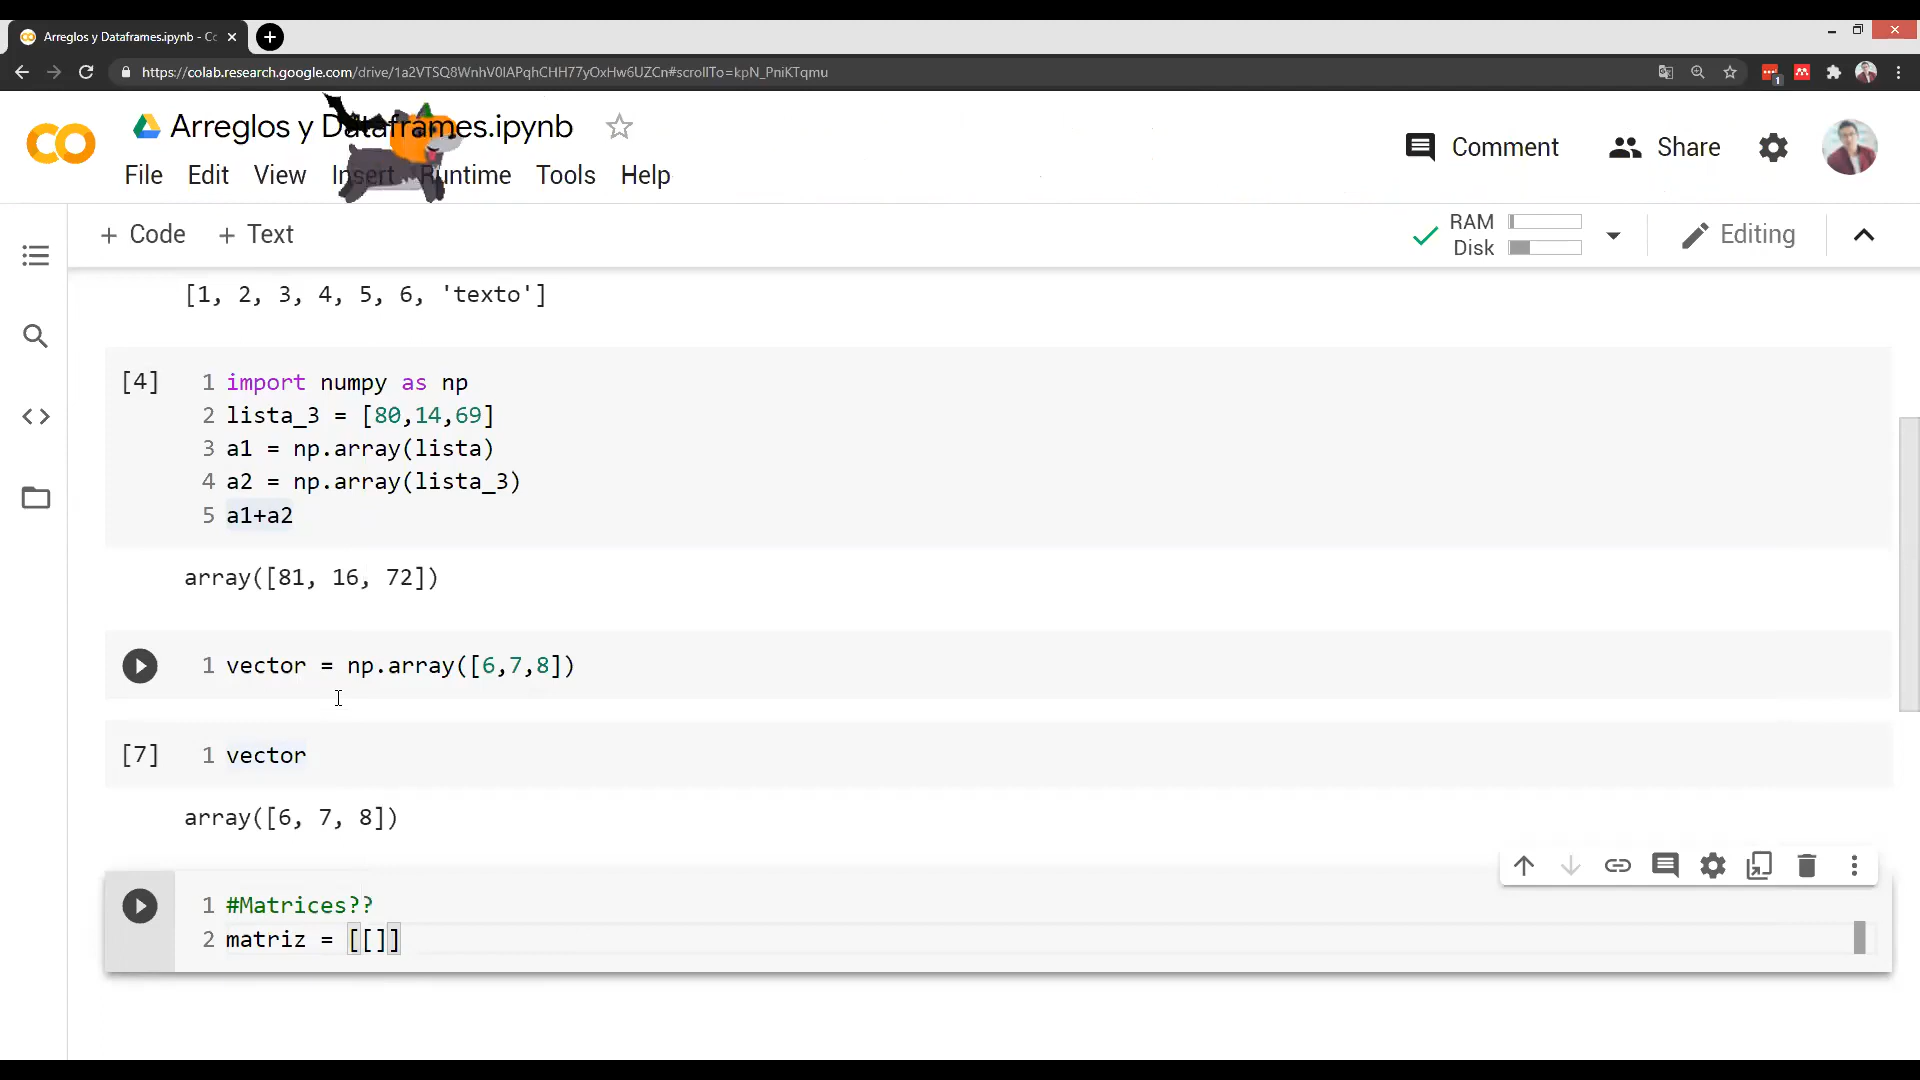 Arreglos y Dataframes.ipynb - Co
https://colab.research.google.com/drive/1a2VTSQ8WnhV0IAPqhCHH77yOxHw6UZCn#scrollTo=kpN_PniKTqmu
1
CO
Arreglos y Dataframes.ipynb
Comment
Share
File Edit View Insert Runtime Tools Help
+ Code + Text
RAM
Disk
Editing
[1, 2, 3, 4, 5, 6, 'texto']
[4] 1 import numpy as np
2 lista_3 = [80,14,69]
3 a1 = np.array(lista)
4 a2 = np.array(lista_3)
5 a1+a2
array([81, 16, 72])
1 vector = np.array([6,7,8])
[7] 1 vector
array([6, 7, 8])
1 #Matrices??
2 matriz = [[]]